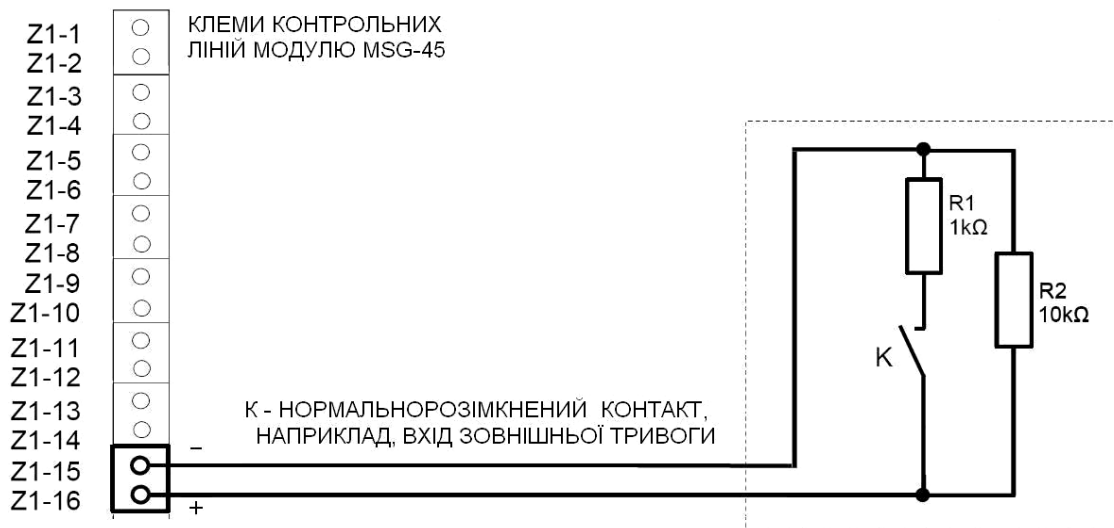 Z1-1
Z1-2
Z1-3
Z1-4
Z1-5
Z1-6
Z1-7
Z1-8
Z1-9
Z1-10
Z1-11
Z1-12
Z1-13
Z1-14
Z1-15
Z1-16
КЛЕМИ КОНТРОЛЬНИХ
ЛІНІЙ МОДУЛЮ MSG-45
R1
1kΩ
R2
10kΩ
K
К - НОРМАЛЬНОРОЗІМКНЕНИЙ КОНТАКТ,
НАПРИКЛАД, ВХІД ЗОВНІШНЬОЇ ТРИВОГИ
−
+